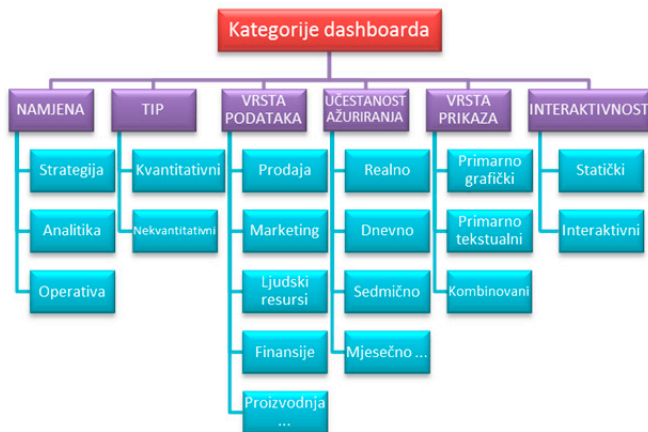 Kategorije dashboarda
NAMJENA
TIP
VRSTA
PODATAKA
UČESTANOST
AŽURIRANJA
VRSTA
PRIKAZA
INTERAKTIVNOST
Strategija
Analitika
Operativa
Kvantitativni
Nekvantitativni
Prodaja
Marketing
Ljudski
resursi
Finansije
Proizvodnja
...
Realno
Dnevno
Sedmično
Mjesečno ...
Primarno
grafički
Primarno
tekstualni
Kombinovani
Statički
Interaktivni